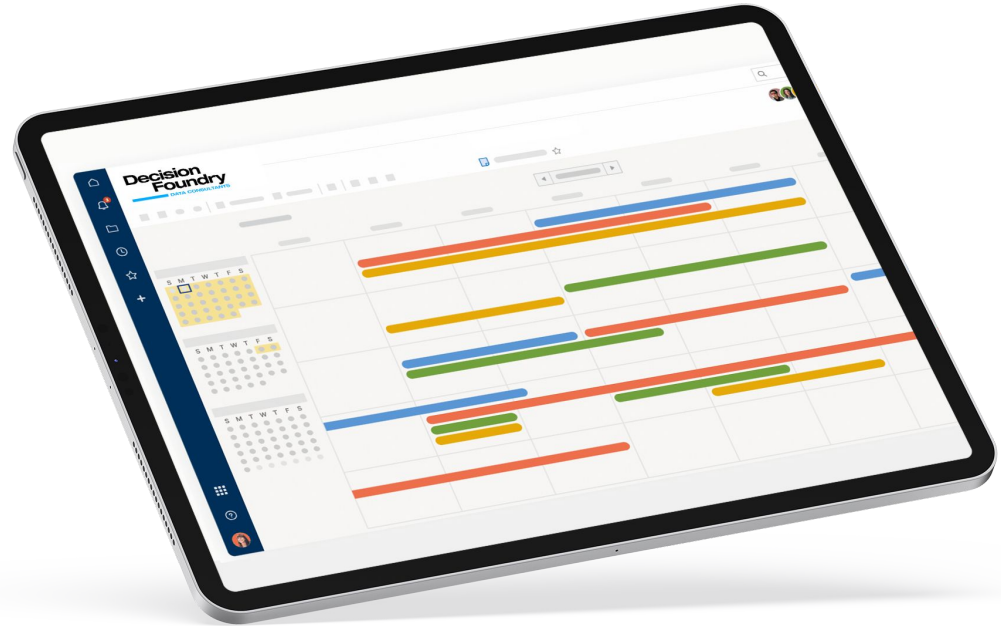 Decision
Foundry
DATA CONSULTANTS
S M T W T F S
S M T W T F S
S M T W T F S